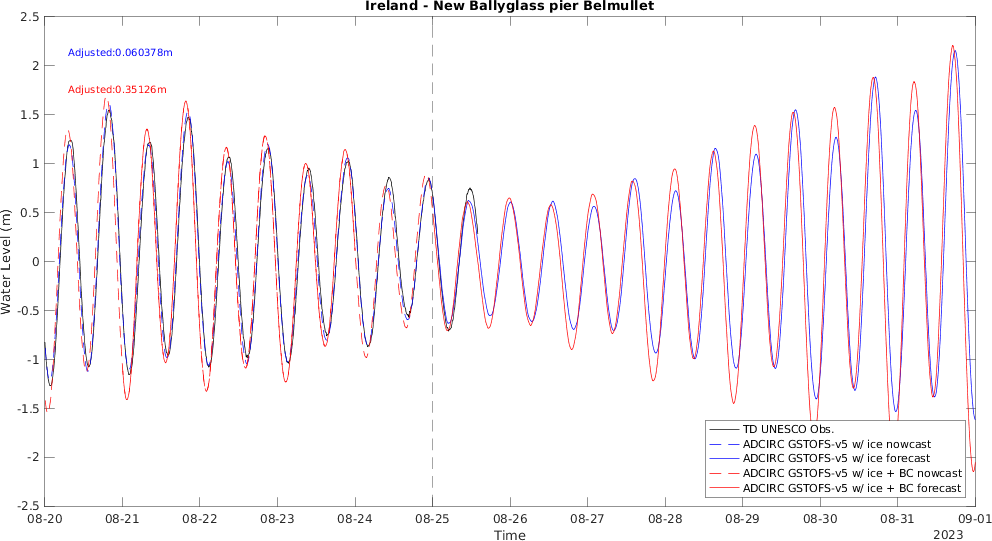 Ireland - New Ballyglass pier Belmullet
2.5
2
1.5
1
0.5
0
-0.5
-1
-1.5
-2
-2.5
Water Level (m)
Adjusted:0.060378m
Adjusted:0.35126m
TD UNESCO Obs.
ADCIRC GSTOFS-v5 w/ ice nowcast
ADCIRC GSTOFS-v5 w/ ice forecast
ADCIRC GSTOFS-v5 w/ ice + BC nowcast
ADCIRC GSTOFS-v5 w/ ice + BC forecast
08-20 08-21 08-22 08-23 08-24 08-25 08-26 08-27 08-28 08-29 08-30 08-31 09-01
Time
2023